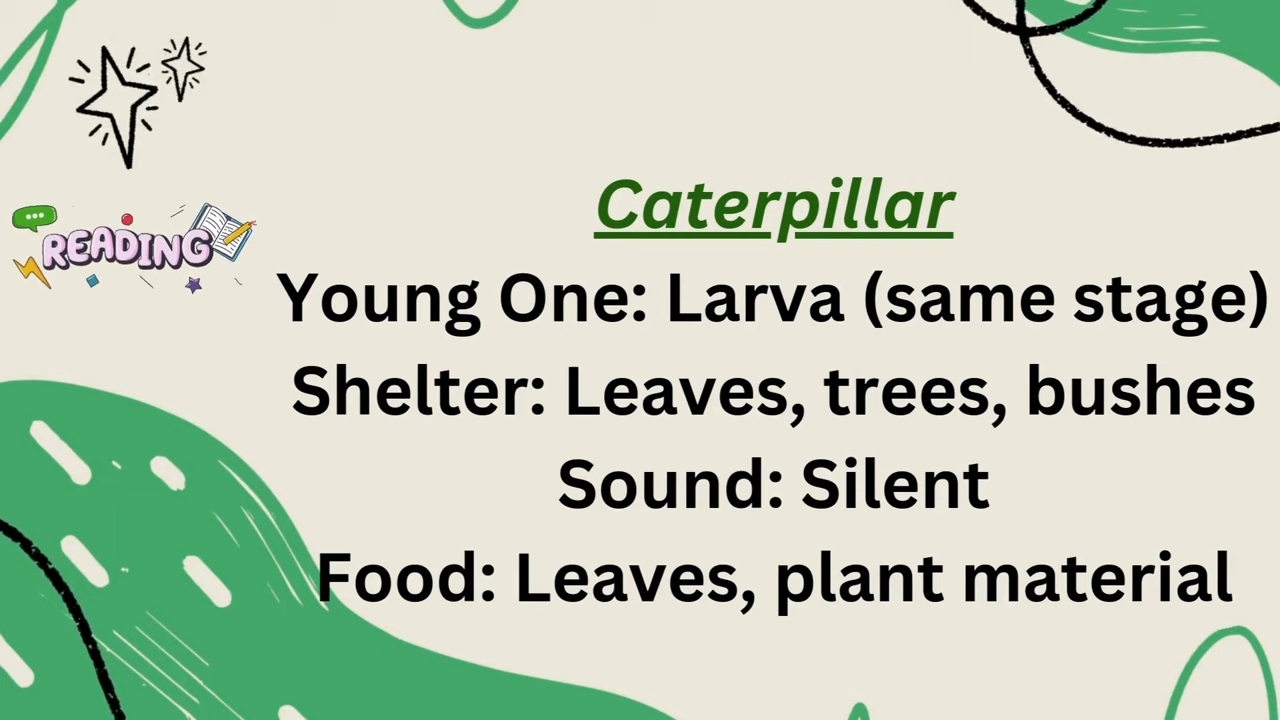 READING
Caterpillar
Young One: Larva (same stage)
Shelter: Leaves, trees, bushes
Sound: Silent
Food: Leaves, plant material